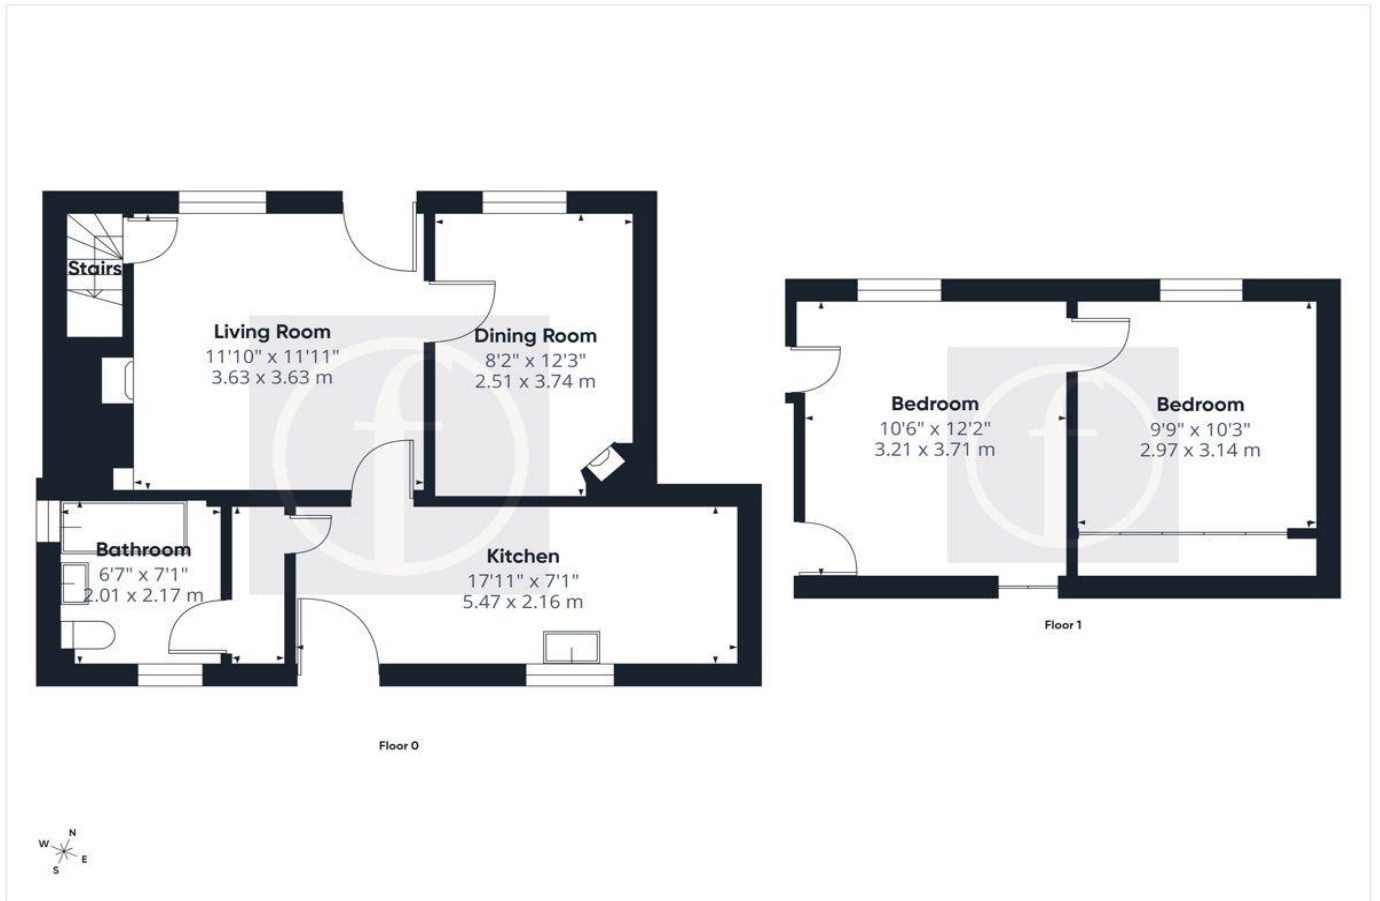 Stairs
Living Room
11'10" x 11'11"
3.63 x 3.63 m
Dining Room
8'2" x 12'3"
2.51 x 3.74 m
Bathroom
6'7" x 7'1"
2.01 x 2.17 m
Kitchen
17'11" x 7'1"
5.47 x 2.16 m
Floor 0
Bedroom
10'6" x 12'2"
3.21 x 3.71 m
Bedroom
9'9" x 10'3"
2.97 x 3.14 m
Floor 1
N
W
E
S